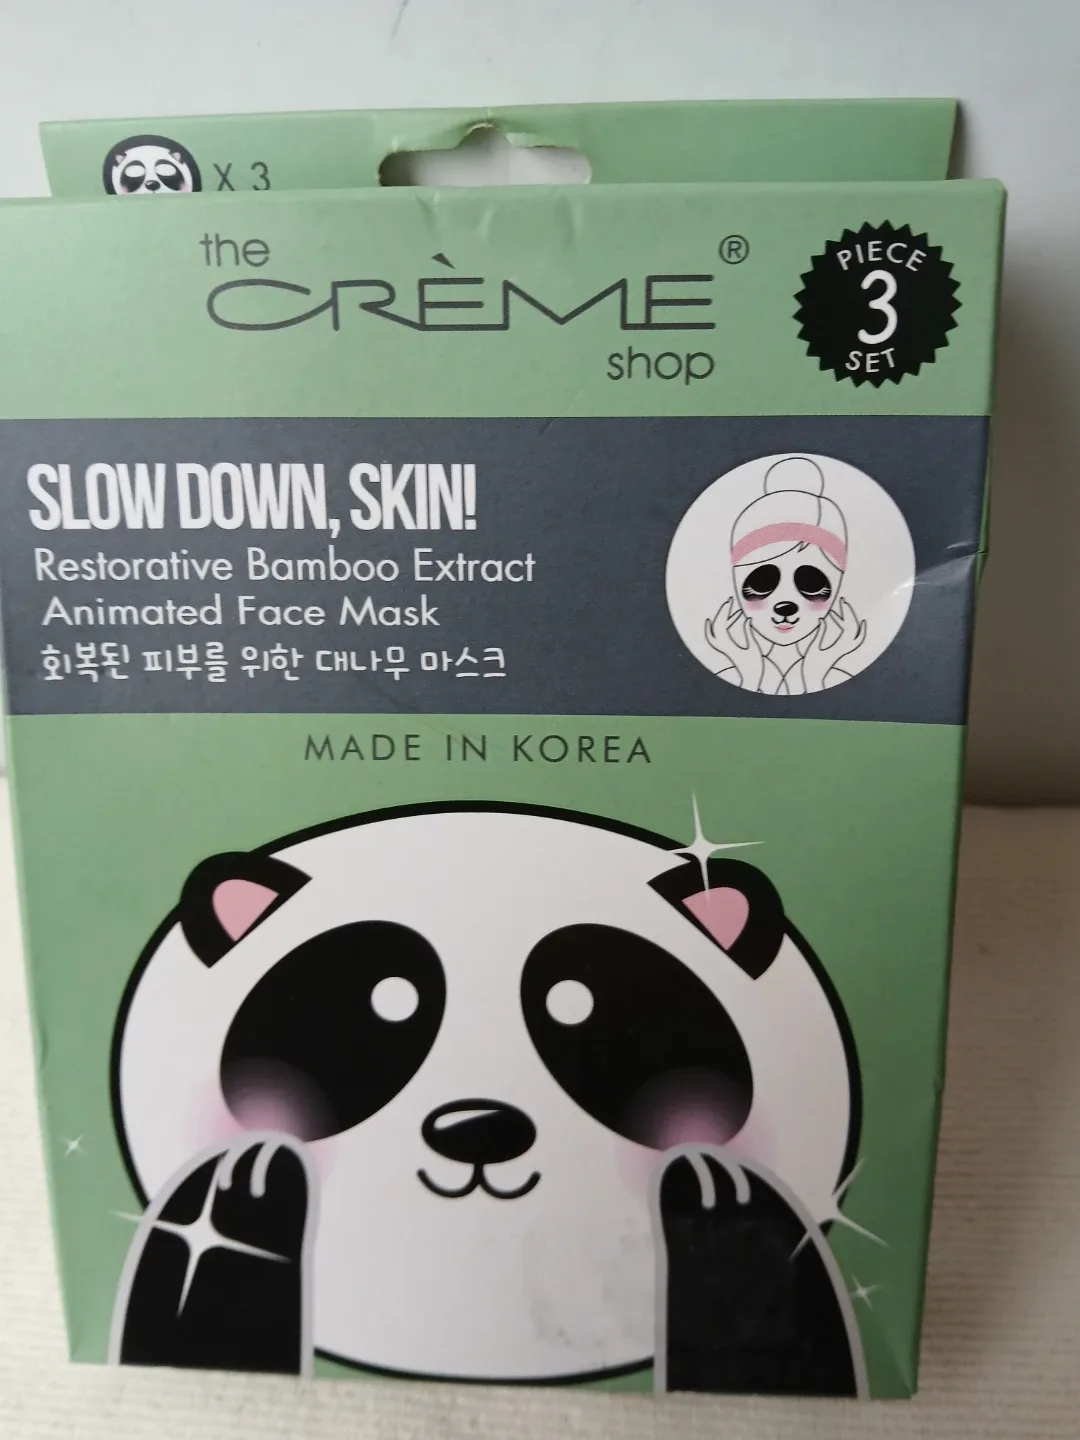 X 3
the
CRÈME®
shop
PIECE
3
SET
SLOW DOWN, SKIN!
Restorative Bamboo Extract
Animated Face Mask
회복된 피부를 위한 대나무 마스크
MADE IN KOREA